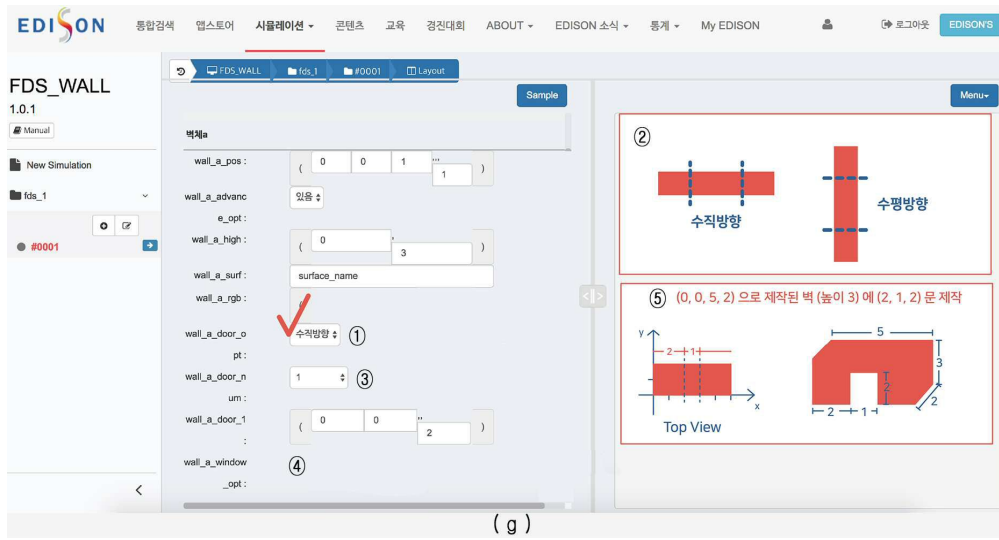 EDISON 통합검색 앱스토어 시뮬레이션 콘텐츠 교육 경진대회 ABOUT EDISON 소식 통계 My EDISON 로그아웃 EDISON'S
FDS_WALL
1.0.1
Manual
New Simulation
fds_1
#0001
FDS_WALL fds_1 #0001 Layout
Sample
Menu
벽체a
wall_a_pos : ( 0 0 1 ,,, 1 )
wall_a_advanc 있음
e_opt :
wall_a_high : ( 0 , 3 )
wall_a_surf : surface_name
wall_a_rgb : (
wall_a_door_o 수직방향 ①
pt :
wall_a_door_n 1 ③
um :
wall_a_door_1 ( 0 0 ,, 2 )
:
wall_a_window ④
_opt :
②
수직방향
수평방향
⑤ (0, 0, 5, 2) 으로 제작된 벽 (높이 3) 에 (2, 1, 2) 문 제작
y
2 1
x
Top View
5
3
2
2
2 1
( g )